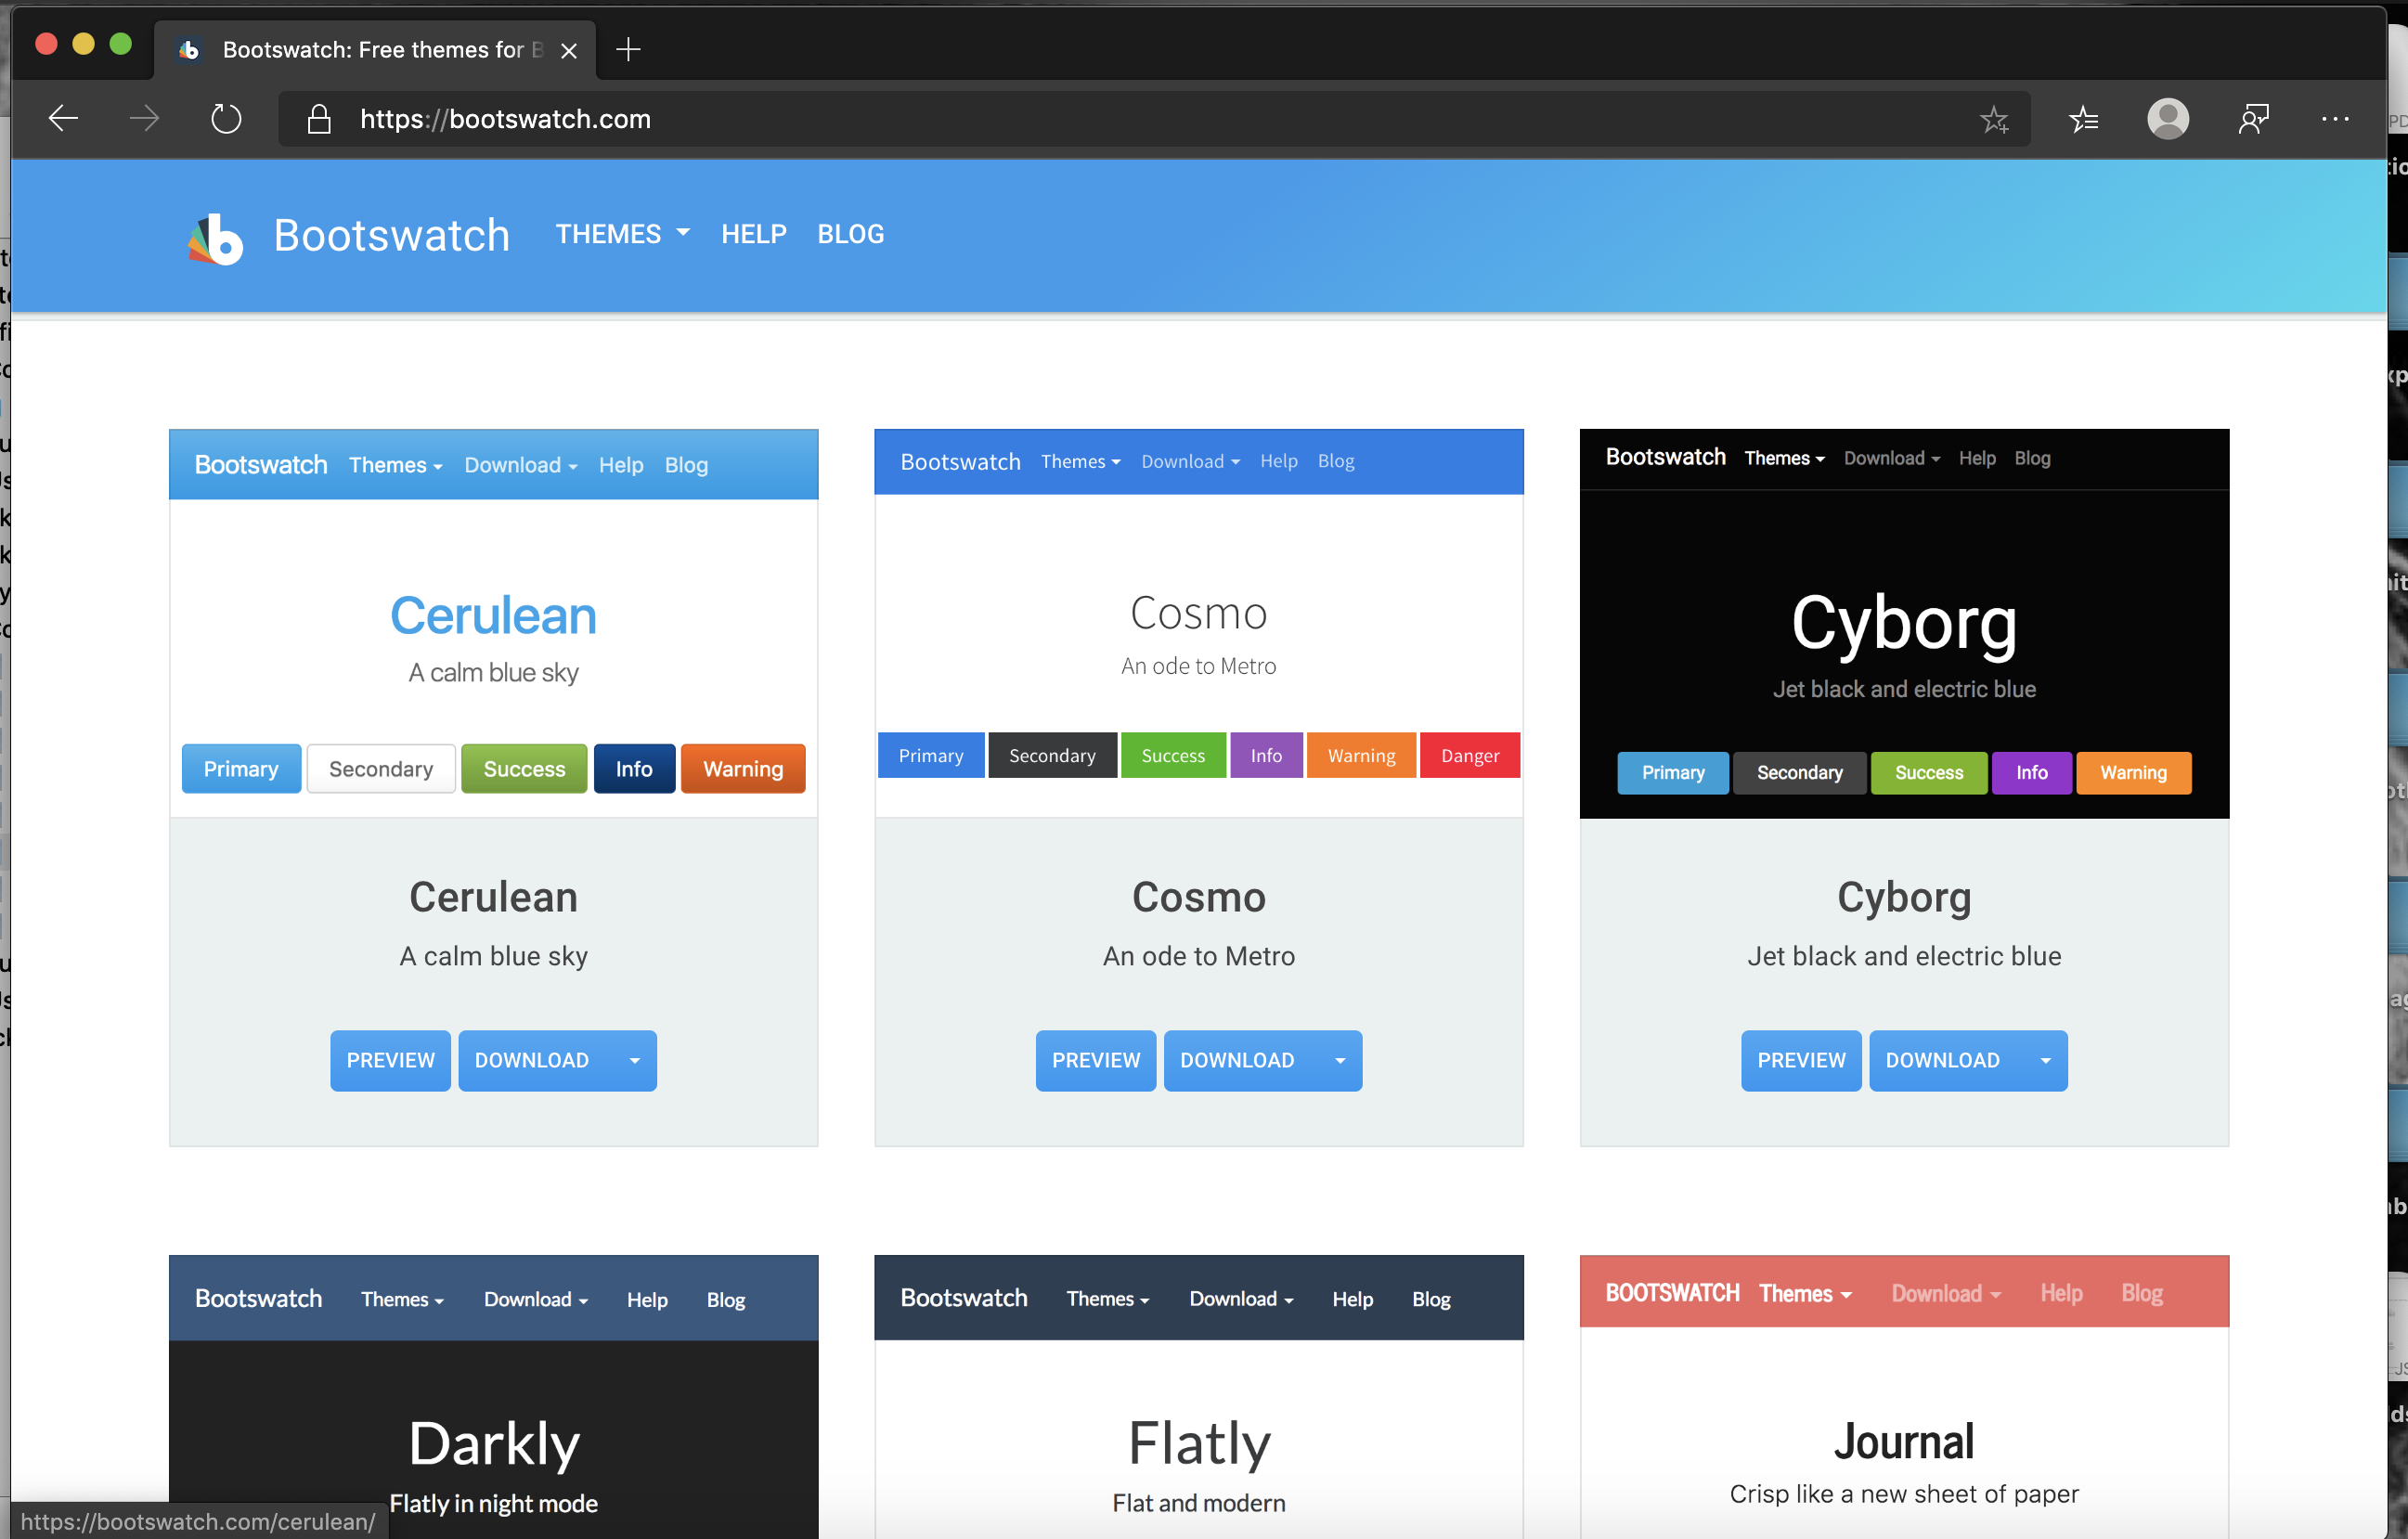 Bootswatch: Free themes for B
https://bootswatch.com
Bootswatch THEMES HELP BLOG
Bootswatch Themes Download Help Blog
Cerulean
A calm blue sky
Primary Secondary Success Info Warning
Cerulean
A calm blue sky
PREVIEW DOWNLOAD
Bootswatch Themes Download Help Blog
Cosmo
An ode to Metro
Primary Secondary Success Info Warning Danger
Cosmo
An ode to Metro
PREVIEW DOWNLOAD
Bootswatch Themes Download Help Blog
Cyborg
Jet black and electric blue
Primary Secondary Success Info Warning
Cyborg
Jet black and electric blue
PREVIEW DOWNLOAD
Bootswatch Themes Download Help Blog
Darkly
Flatly in night mode
Bootswatch Themes Download Help Blog
Flatly
Flat and modern
BOOTSWATCH Themes Download Help Blog
Journal
Crisp like a new sheet of paper
https://bootswatch.com/cerulean/